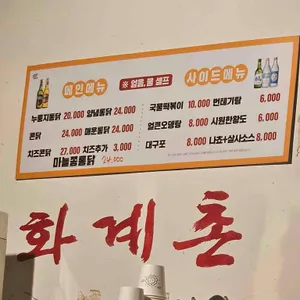 메인메뉴
※ 얼음,물 셀프
사이드메뉴
누룽지통닭 20.000 양념통닭 24.000
콘닭 24.000 매운통닭 24.000
치즈콘닭 27.000 치즈추가 3.000
마늘쫑통닭 24,000
국물떡볶이 10.000 번데기탕 6.000
얼큰오뎅탕 8.000 시원한황도 6.000
대구포 8.000 나쵸+살사소스 8.000
화계촌